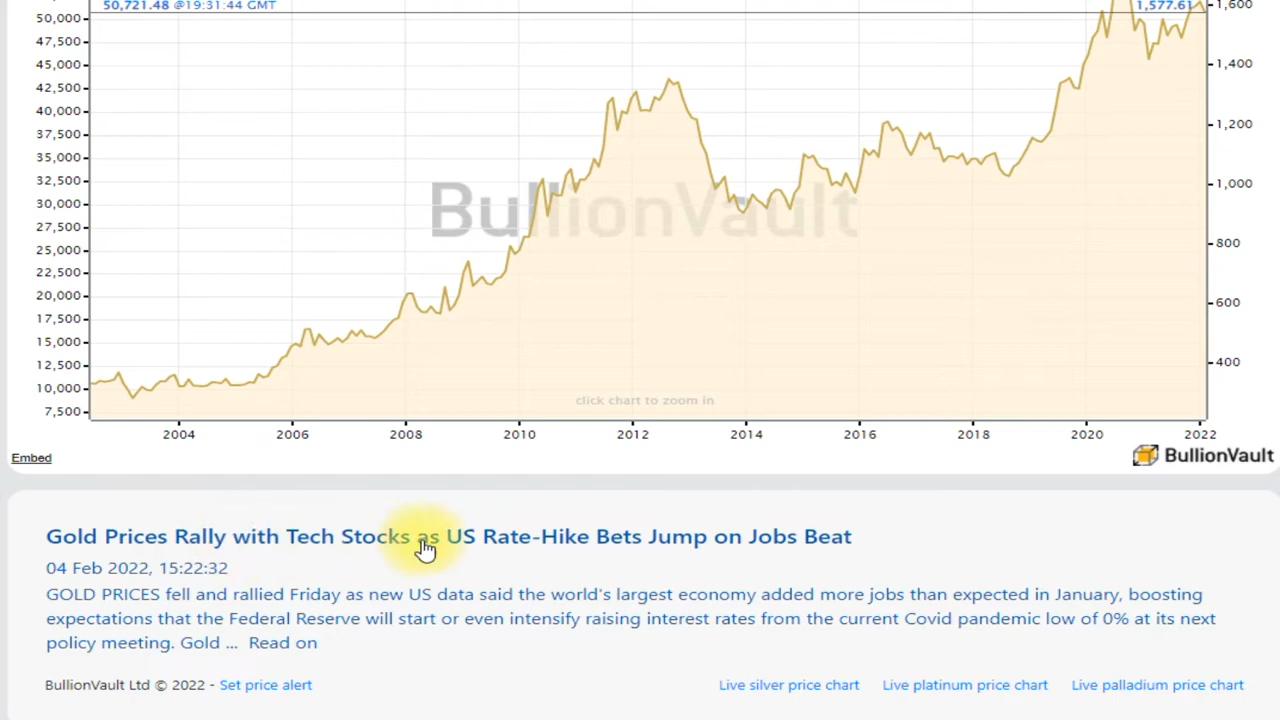 50,721.48 @19:31:44 GMT
1,577.61
1,600
50,000
47,500
45,000
1,400
42,500
40,000
37,500
1,200
35,000
32,500
1,000
30,000
27,500
25,000
800
22,500
20,000
600
17,500
15,000
12,500
400
10,000
7,500
BullionVault
click chart to zoom in
2004 2006 2008 2010 2012 2014 2016 2018 2020 2022
Embed
BullionVault
Gold Prices Rally with Tech Stocks as US Rate-Hike Bets Jump on Jobs Beat
04 Feb 2022, 15:22:32
GOLD PRICES fell and rallied Friday as new US data said the world's largest economy added more jobs than expected in January, boosting
expectations that the Federal Reserve will start or even intensify raising interest rates from the current Covid pandemic low of 0% at its next
policy meeting. Gold ... Read on
BullionVault Ltd © 2022 - Set price alert
Live silver price chart Live platinum price chart Live palladium price chart